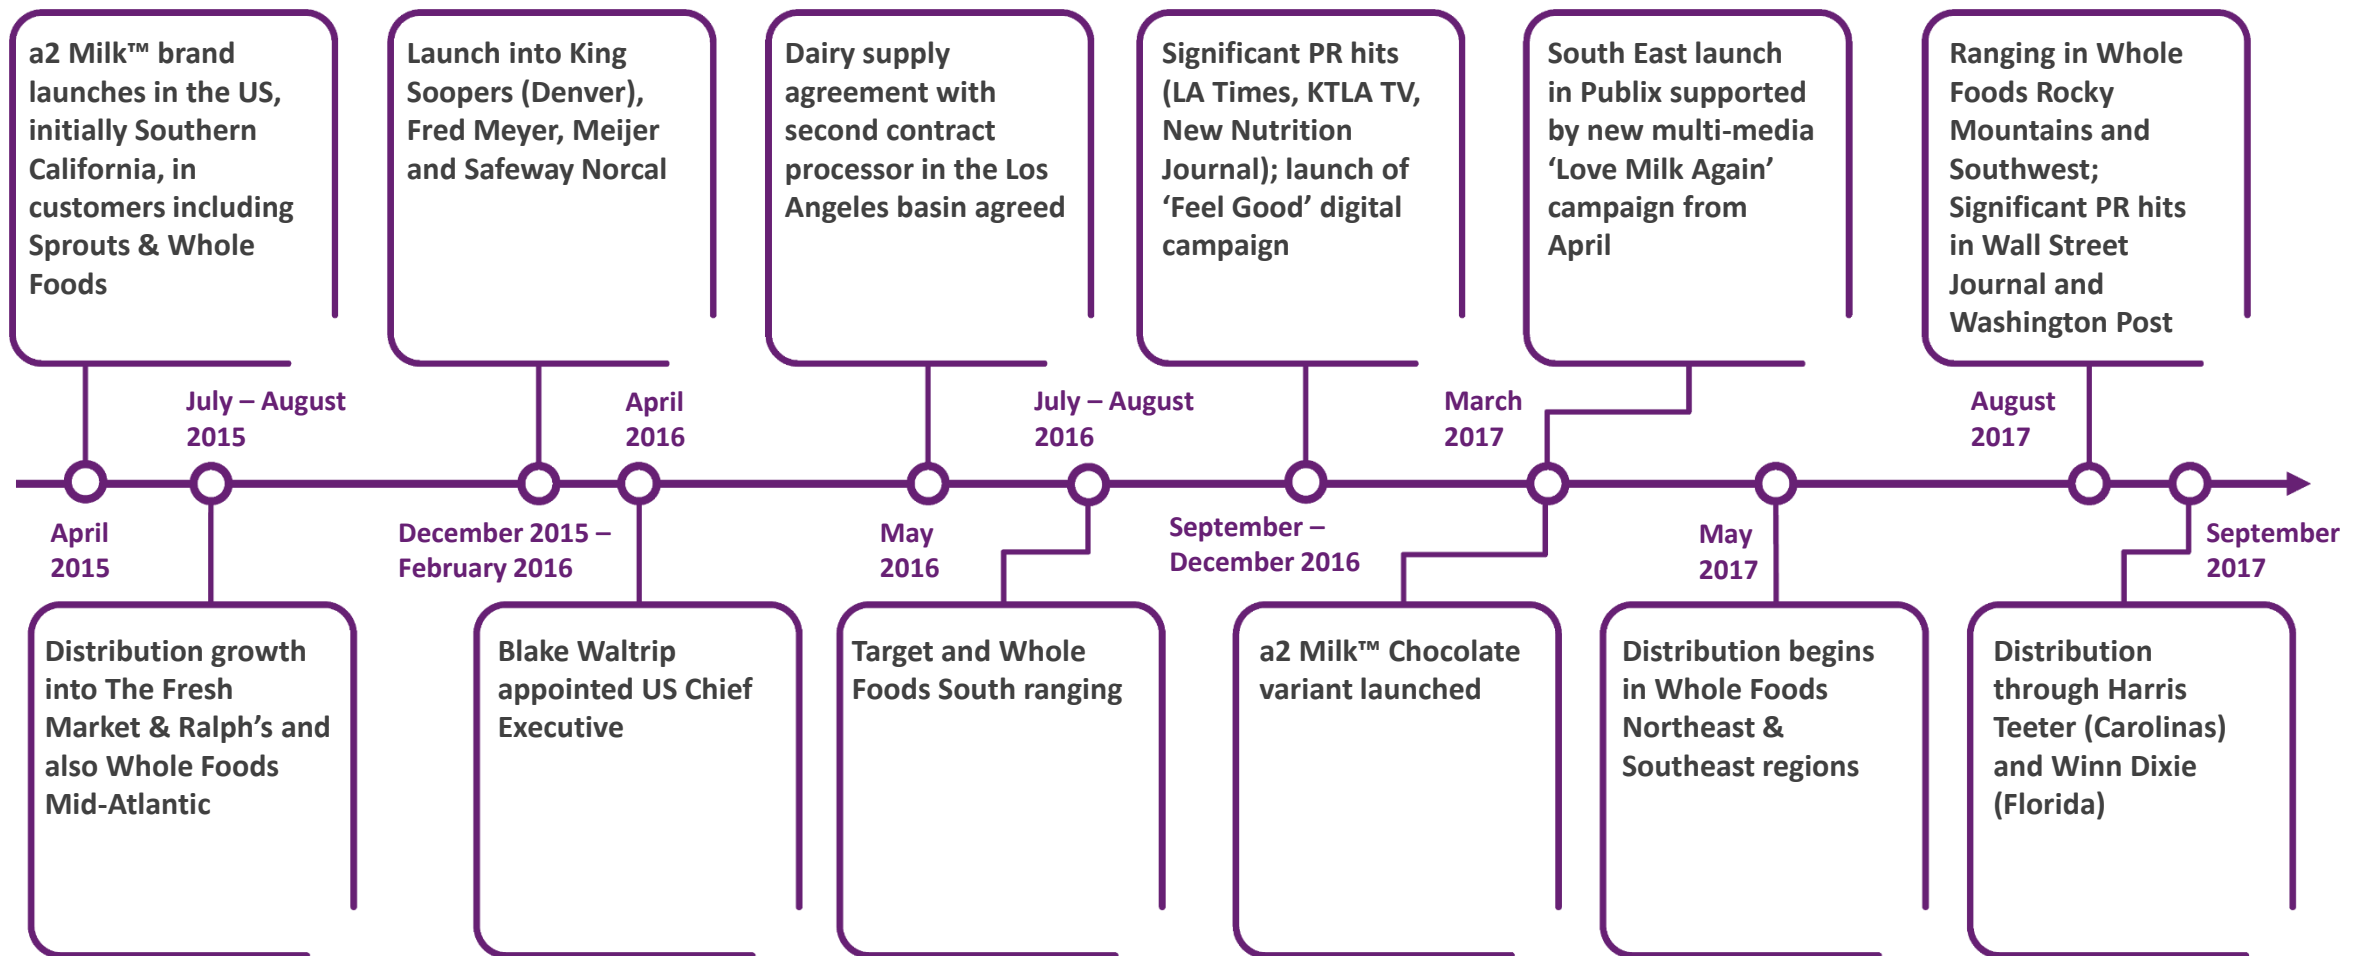 a2 Milk™ brand
launches in the US,
initially Southern
California, in
customers including
Sprouts & Whole
Foods
Launch into King
Soopers (Denver),
Fred Meyer, Meijer
and Safeway Norcal
Dairy supply
agreement with
second contract
processor in the Los
Angeles basin agreed
Significant PR hits
(LA Times, KTLA TV,
New Nutrition
Journal); launch of
‘Feel Good’ digital
campaign
South East launch
in Publix supported
by new multi-media
‘Love Milk Again’
campaign from
April
Ranging in Whole
Foods Rocky
Mountains and
Southwest;
Significant PR hits
in Wall Street
Journal and
Washington Post
July – August
2015
April
2016
July – August
2016
March
2017
August
2017
April
2015
December 2015 –
February 2016
May
2016
September –
December 2016
May
2017
September
2017
Distribution growth
into The Fresh
Market & Ralph’s and
also Whole Foods
Mid-Atlantic
Blake Waltrip
appointed US Chief
Executive
Target and Whole
Foods South ranging
a2 Milk™ Chocolate
variant launched
Distribution begins
in Whole Foods
Northeast &
Southeast regions
Distribution
through Harris
Teeter (Carolinas)
and Winn Dixie
(Florida)